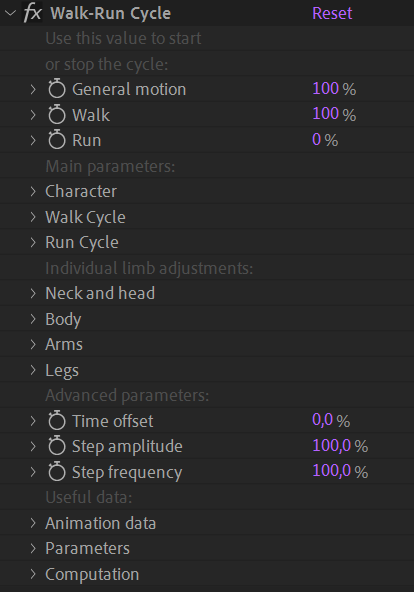 fx Walk-Run Cycle Reset
Use this value to start
or stop the cycle:
General motion 100 %
Walk 100 %
Run 0 %
Main parameters:
Character
Walk Cycle
Run Cycle
Individual limb adjustments:
Neck and head
Body
Arms
Legs
Advanced parameters:
Time offset 0,0 %
Step amplitude 100,0 %
Step frequency 100,0 %
Useful data:
Animation data
Parameters
Computation